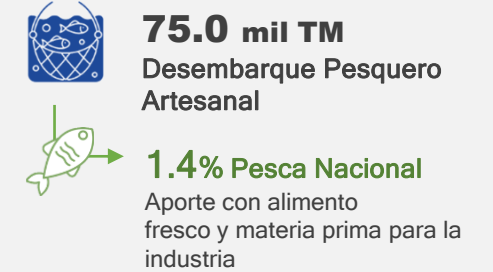 75.0 mil TM
Desembarque Pesquero
Artesanal
1.4% Pesca Nacional
Aporte con alimento
fresco y materia prima para la
industria